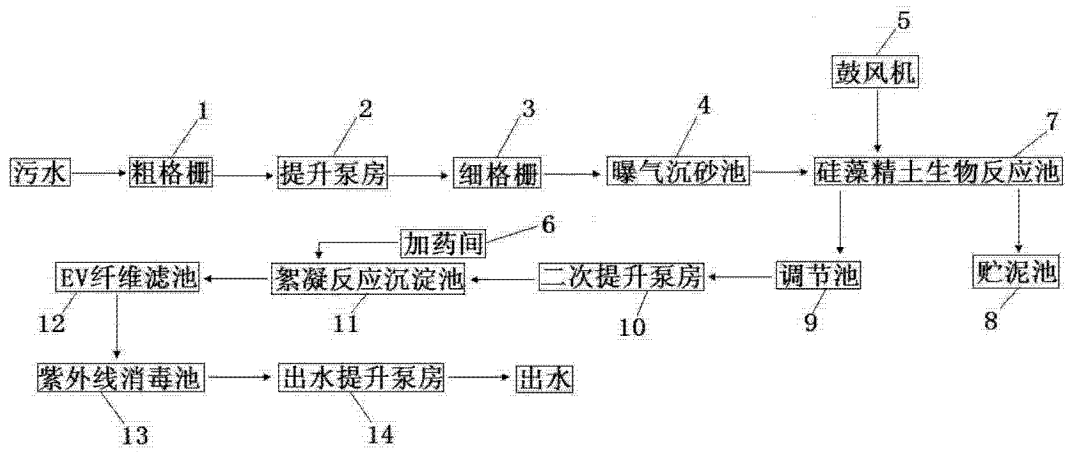 5
鼓风机
1
2
3
4
7
污水
粗格栅
提升泵房
细格栅
曝气沉砂池
硅藻精土生物反应池
6
加药间
EV纤维滤池
絮凝反应沉淀池
二次提升泵房
调节池
贮泥池
12
11
10
9
8
紫外线消毒池
出水提升泵房
出水
13
14